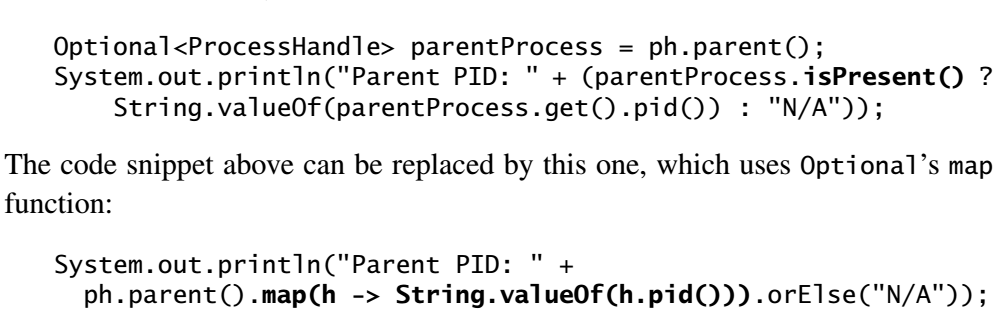 Optional<ProcessHandle> parentProcess = ph.parent();
System.out.println("Parent PID: " + (parentProcess.isPresent() ?
String.valueOf(parentProcess.get().pid()) : "N/A"));
The code snippet above can be replaced by this one, which uses Optional's map
function:
System.out.println("Parent PID: " +
ph.parent().map(h -> String.valueOf(h.pid())).orElse("N/A"));